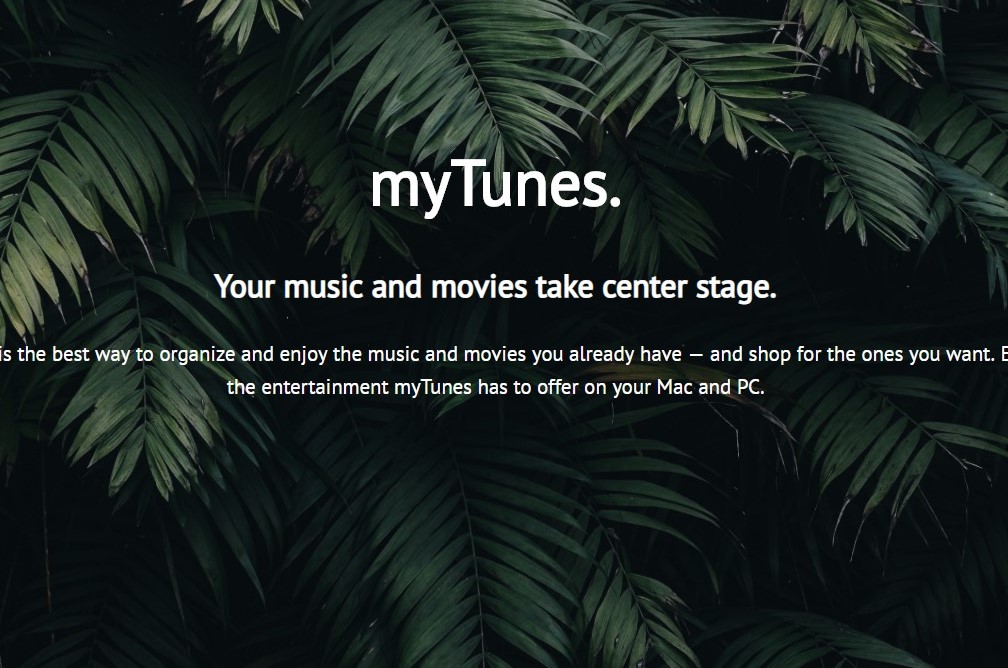 myTunes.
Your music and movies take center stage.
is the best way to organize and enjoy the music and movies you already have — and shop for the ones you want.
the entertainment myTunes has to offer on your Mac and PC.